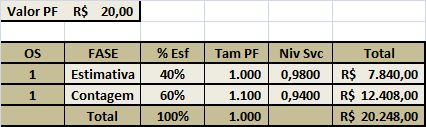 Valor PF R$ 20,00
OS FASE % Esf Tam PF Niv Svc Total
1 Estimativa 40% 1.000 0,9800 R$ 7.840,00
1 Contagem 60% 1.100 0,9400 R$ 12.408,00
Total 100% 1.000 R$ 20.248,00